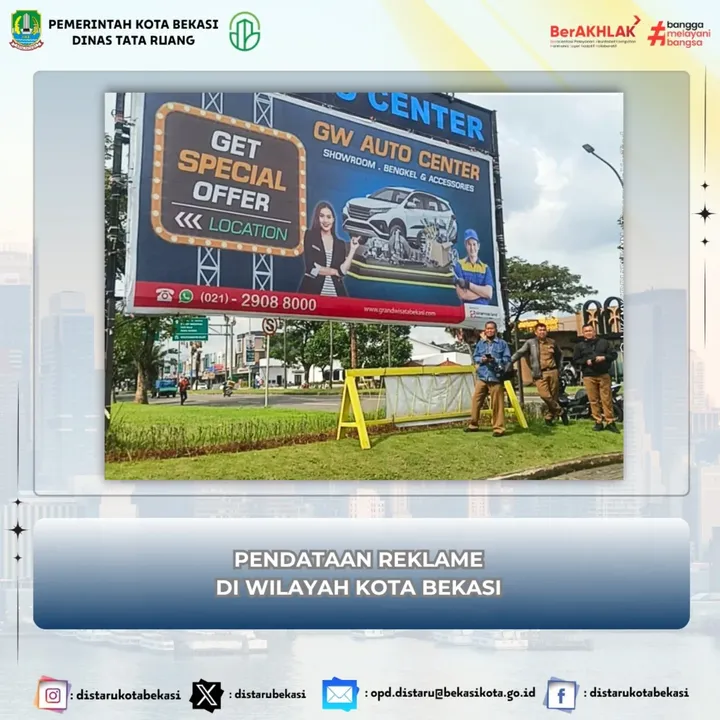 PEMERINTAH KOTA BEKASI
DINAS TATA RUANG
BerAKHLAK
#bangga
melayani
bangsa
CENTER
GET
SPECIAL
OFFER
LOCATION
GW AUTO CENTER
SHOWROOM . BENGKEL & ACCESSORIES
(021) - 2908 8000
www.grandwisatabekasi.com
PENDATAAN REKLAME
DI WILAYAH KOTA BEKASI
: distarukotabekasi
: distarubekasi
: opd.distaru@bekasikota.go.id
: distarukotabekasi